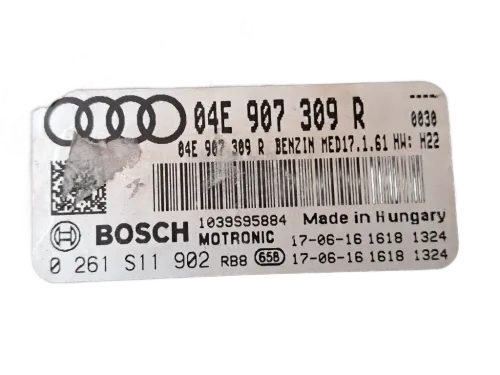 04E 907 309 R 0030
04E 907 309 R BENZIN MED17.1.61 HW: H22
1039S95884 Made in Hungary
BOSCH MOTRONIC 17-06-16 1618 1324
0 261 S11 902 RB8 658 17-06-16 1618 1324